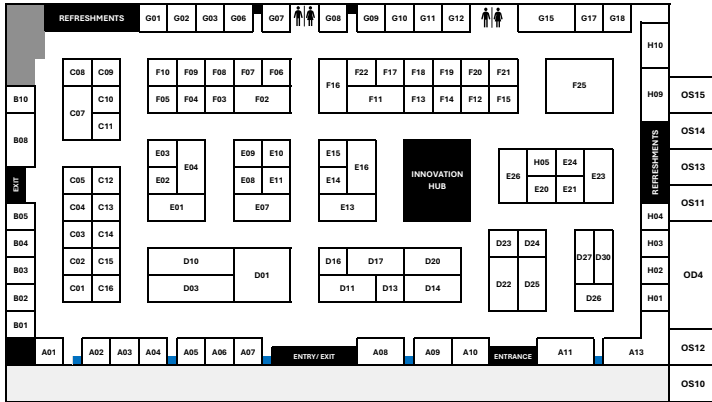 REFRESHMENTS G01 G02 G03 G06 G07 G08 G09 G10 G11 G12 G15 G17 G18
H10
C08 C09 F10 F09 F08 F07 F06 F16 F22 F17 F18 F19 F20 F21 F25 H09
B10 C07 C10 F05 F04 F03 F02 F11 F13 F14 F12 F15 OS15
C11
B08 REFRESHMENTS OS14
E03 E04 E09 E10 E15 E16 INNOVATION
HUB
E26 H05 E24 E23 OS13
EXIT C05 C12 E02 E08 E11 E14 E20 E21
B05 C04 C13 E01 E07 E13 H04 OS11
B04 C03 C14 D23 D24 H03
B03 C02 C15 D10 D01 D16 D17 D20 D27 D30 H02 OD4
B02 C01 C16 D03 D11 D13 D14 D22 D25 D26 H01
B01
A01 A02 A03 A04 A05 A06 A07 ENTRY/EXIT A08 A09 A10 ENTRANCE A11 A13 OS12
OS10